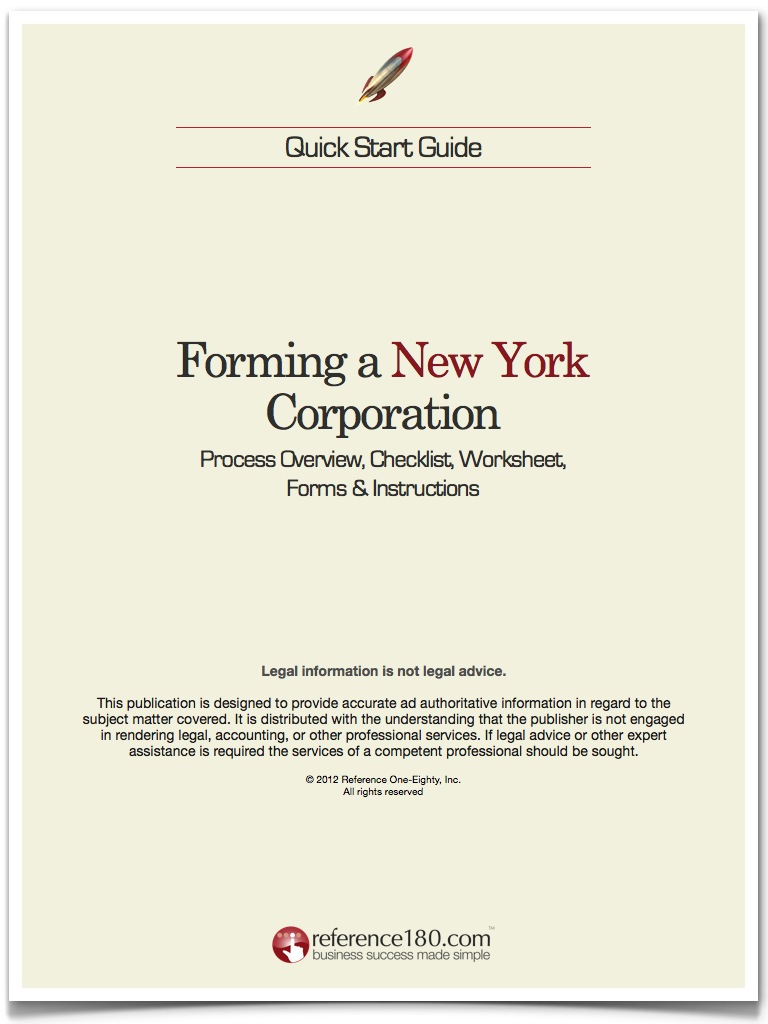 Quick Start Guide
Forming a New York
Corporation
Process Overview, Checklist, Worksheet,
Forms & Instructions
Legal information is not legal advice.
This publication is designed to provide accurate ad authoritative information in regard to the
subject matter covered. It is distributed with the understanding that the publisher is not engaged
in rendering legal, accounting, or other professional services. If legal advice or other expert
assistance is required the services of a competent professional should be sought.
© 2012 Reference One-Eighty, Inc.
All rights reserved
reference180.com™
business success made simple